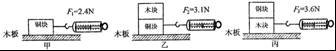 F₁=2.4N
铜块
木板
甲
F₂=3.1N
木块
铜块
木板
乙
F₃=3.6N
铜块
木块
木板
丙